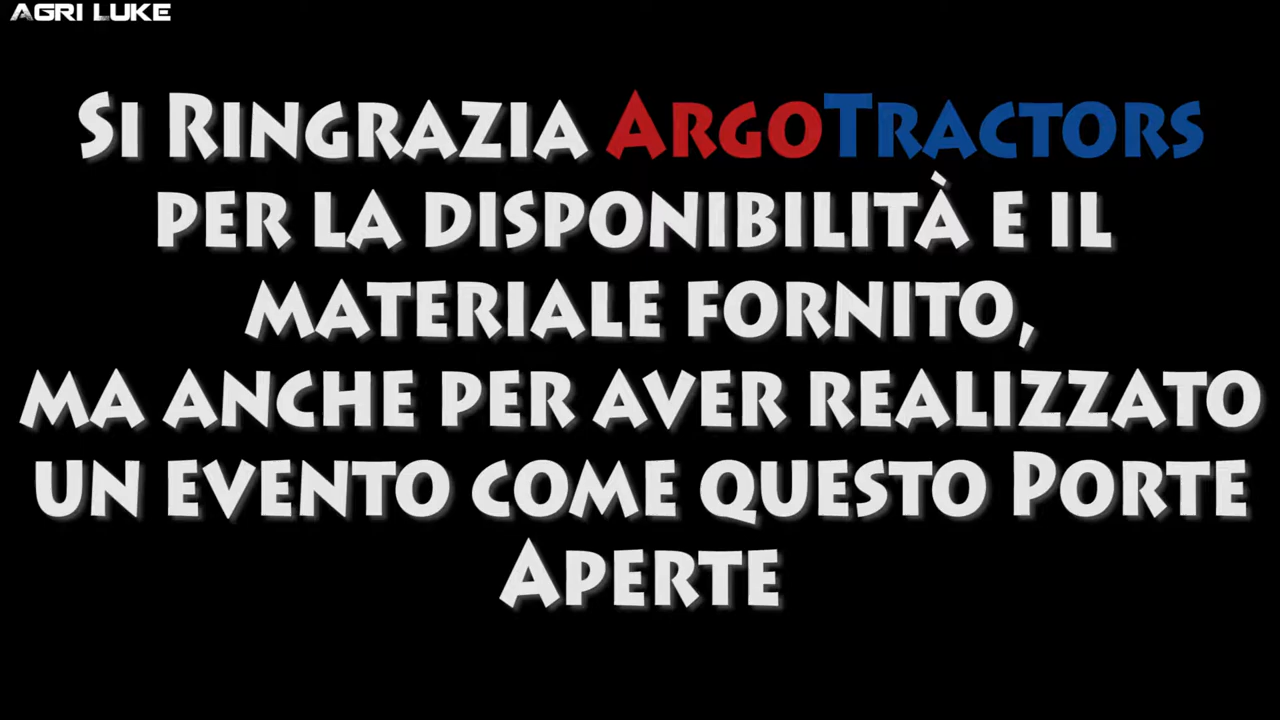 AGRI LUKE
Si Ringrazia ArgoTractors
per la disponibilità e il
materiale fornito,
ma anche per aver realizzato
un evento come questo Porte
Aperte